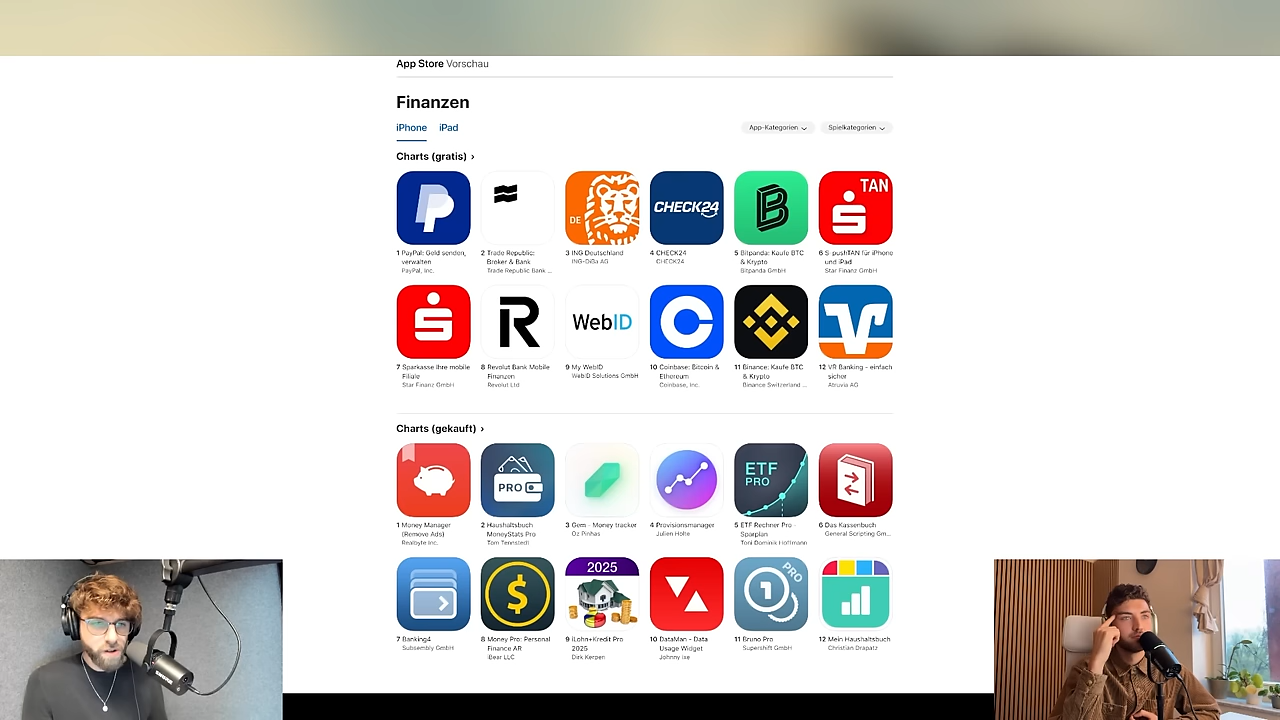 App Store Vorschau
Finanzen
iPhone iPad
App-Kategorien Spielkategorien
Charts (gratis)
DE
CHECK24
TAN
1 PayPal: Geld senden, verwalten
PayPal, Inc.
2 Trade Republic: Broker & Bank
Trade Republic Bank ...
3 ING Deutschland
ING-DiBa AG
4 CHECK24
CHECK24
5 Bitpanda: Kaufe BTC & Krypto
Bitpanda GmbH
6 S-pushTAN für iPhone und iPad
Star Finanz GmbH
WebID
7 Sparkasse Ihre mobile Filiale
Star Finanz GmbH
8 Revolut Bank Mobile Finanzen
Revolut Ltd
9 My WebID
WebID Solutions GmbH
10 Coinbase: Bitcoin & Ethereum
Coinbase, Inc.
11 Binance: Kaufe BTC & Krypto
Binance Switzerland ...
12 VR Banking - einfach sicher
Atruvia AG
Charts (gekauft)
PRO
ETF
PRO
1 Money Manager (Remove Ads)
Realbyte Inc.
2 Haushaltsbuch MoneyStats Pro
Tom Tennstedt
3 Gem - Money tracker
Oz Pinhas
4 Provisionsmanager
Julien Holte
5 ETF Rechner Pro - Sparplan
Toni Dominik Hoffmann
6 Das Kassenbuch
General Scripting Gm...
2025
PRO
1
7 Banking4
Subsembly GmbH
8 Money Pro: Personal Finance AR
iBear LLC
9 iLohn+Kredit Pro 2025
Dirk Kerpen
10 DataMan - Data Usage Widget
Johnny Ixe
11 Bruno Pro
Supershift GmbH
12 Mein Haushaltsbuch
Christian Drapatz